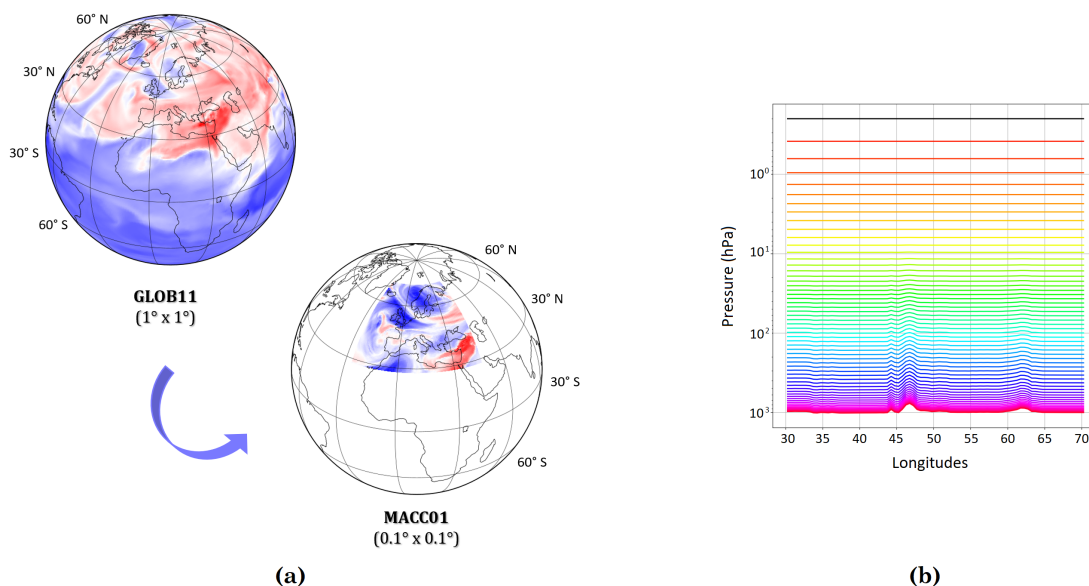 60° N
30° N
30° S
60° S
GLOB11
(1° x 1°)
60° N
30° N
30° S
60° S
MACC01
(0.1° x 0.1°)
(a)
Pressure (hPa)
10⁰
10¹
10²
10³
30 35 40 45 50 55 60 65 70
Longitudes
(b)